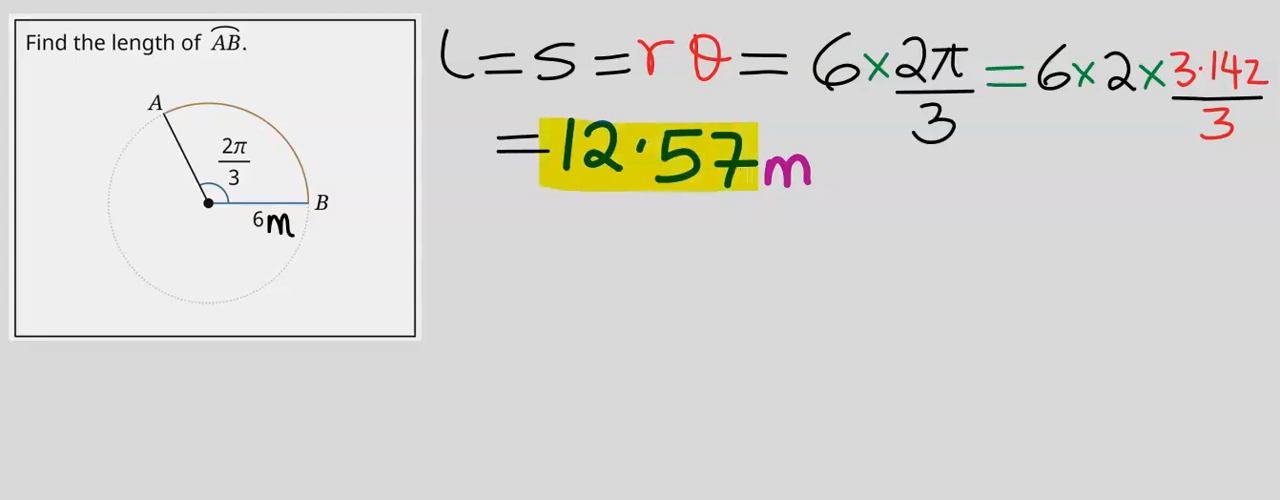 Find the length of AB.
A
2π
3
B
6m
l = S = rθ = 6 × 2π/3 = 6 × 2 × 3.142/3
= 12.57m